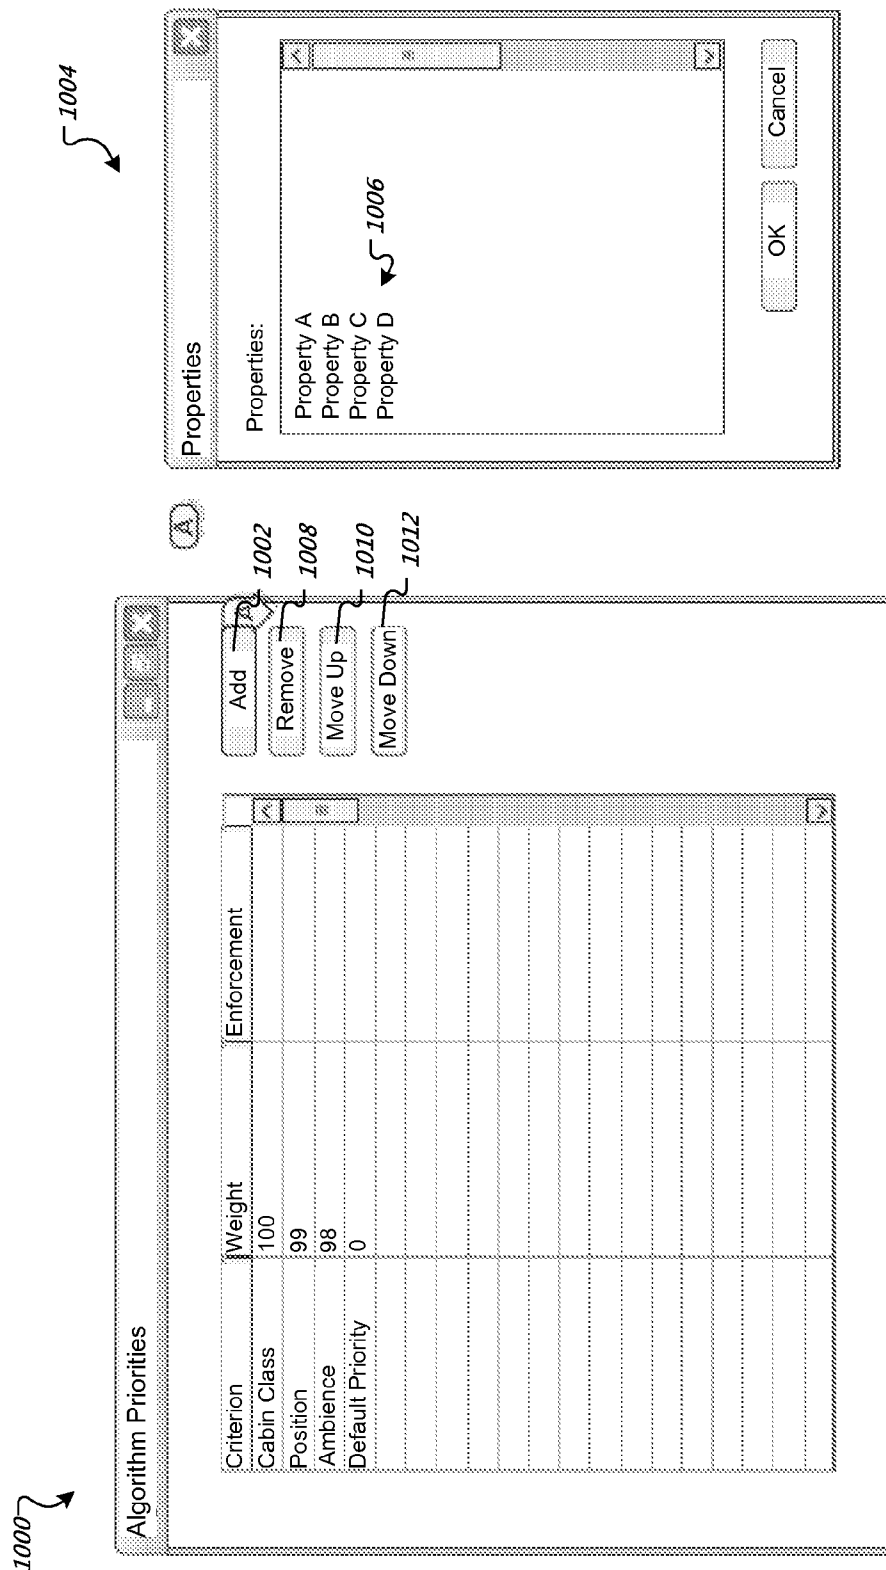 1000
Algorithm Priorities
Criterion Weight Enforcement
Cabin Class 100
Position 99
Ambience 98
Default Priority 0
Add
Remove
Move Up
Move Down
A
1002
1008
1010
1012
A
1004
Properties
Properties:
Property A
Property B
Property C
Property D
1006
OK Cancel